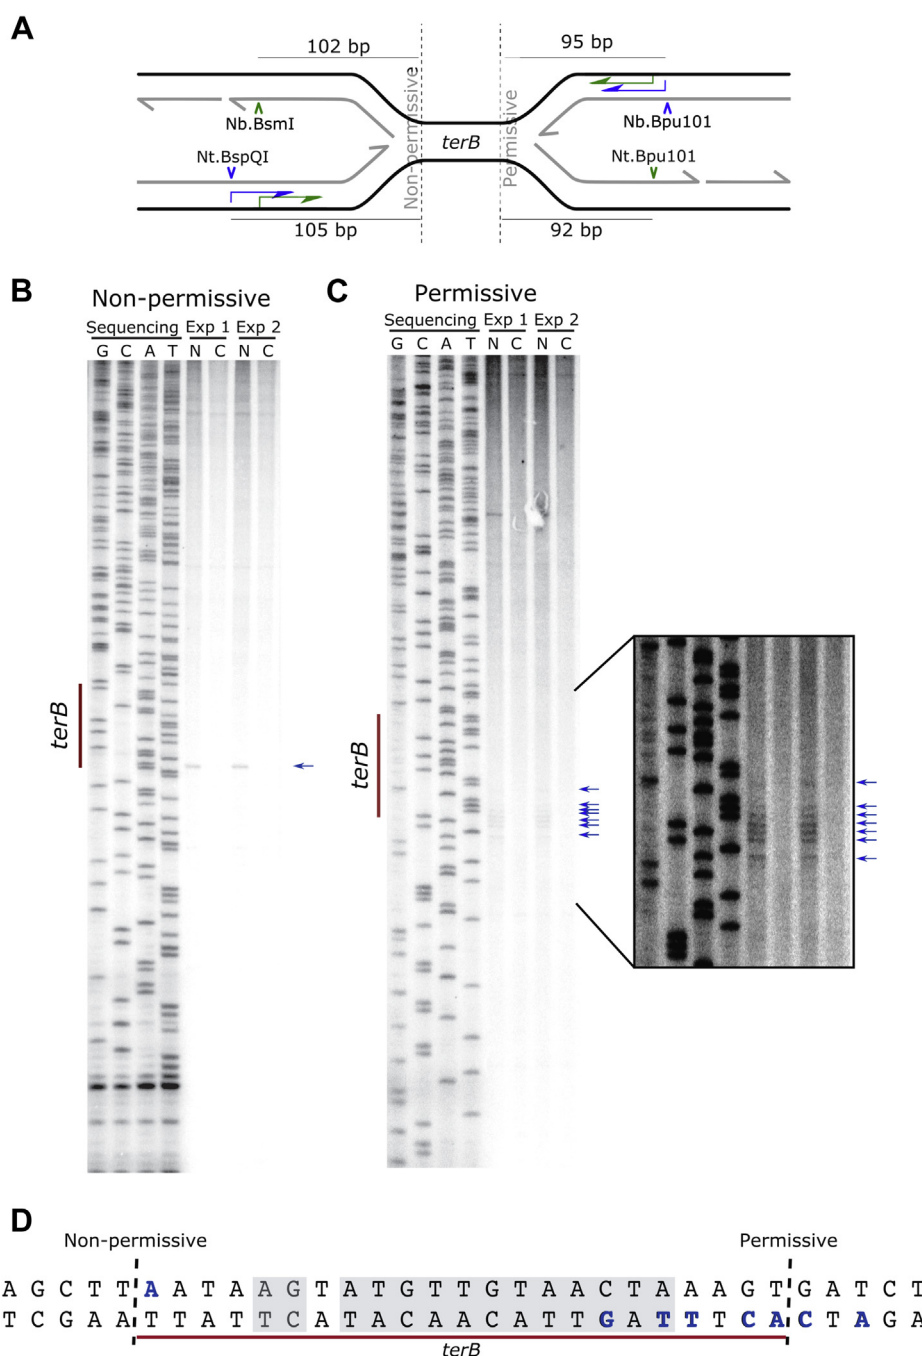 A
102 bp
95 bp
Non-permissive
Permissive
Nb.BsmI
terB
Nb.Bpu101
Nt.BspQI
Nt.Bpu101
105 bp
92 bp
B
Non-permissive
Sequencing Exp 1 Exp 2
G C A T N C N C
terB
C
Permissive
Sequencing Exp 1 Exp 2
G C A T N C N C
terB
D
Non-permissive
Permissive
A G C T T A A T A A G T A T G T T G T A A C T A A A G T G A T C T
T C G A A T T A T T C A T A C A A C A T T G A T T T C A C T A G A
terB